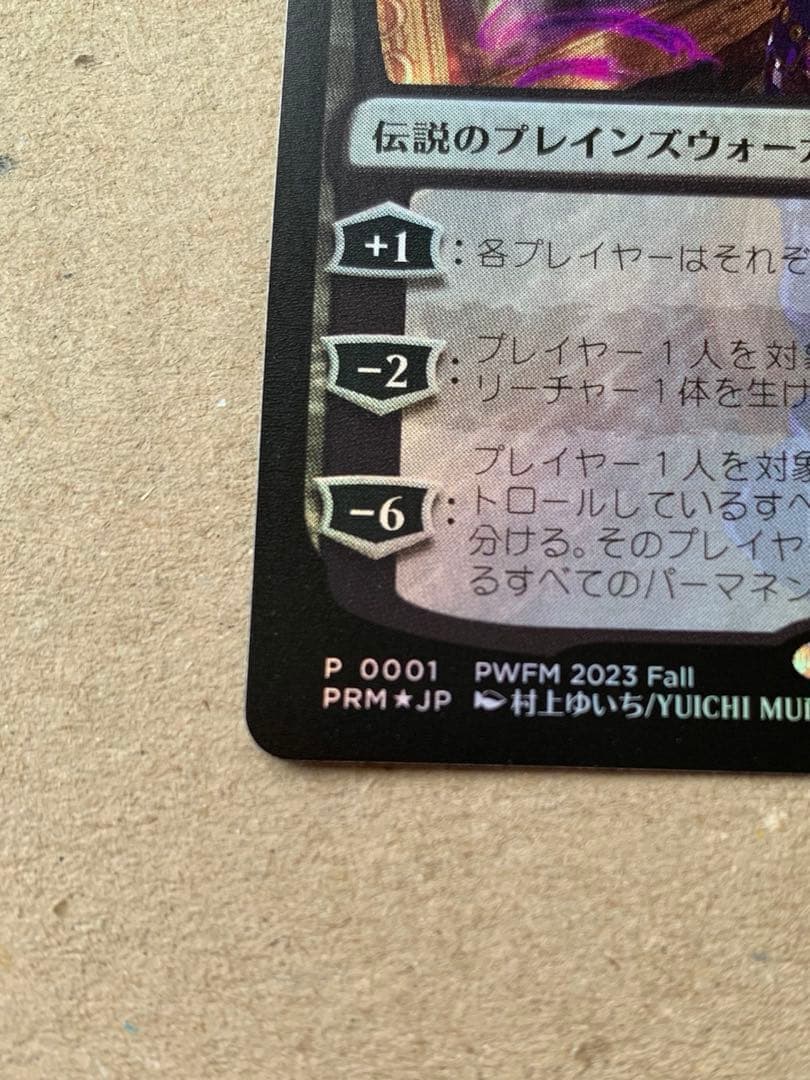 伝説のプレインズウォー
+1 : 各プレイヤーはそれぞ
-2 : プレイヤー1人を対象
リーチャー1体を生け
プレイヤー1人を対象
-6 : トロールしているすべ
分ける。そのプレイヤ
るすべてのパーマネン
P 0001 PWFM 2023 Fall
PRM★JP 村上ゆいち/YUICHI MU